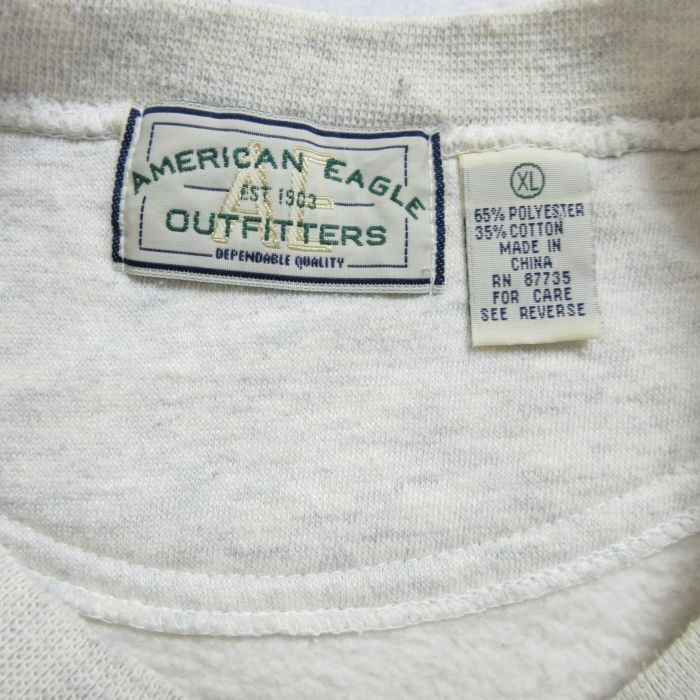 AMERICAN EAGLE
AE
EST 1903
OUTFITTERS
DEPENDABLE QUALITY
XL
65% POLYESTER
35% COTTON
MADE IN
CHINA
RN 87735
FOR CARE
SEE REVERSE